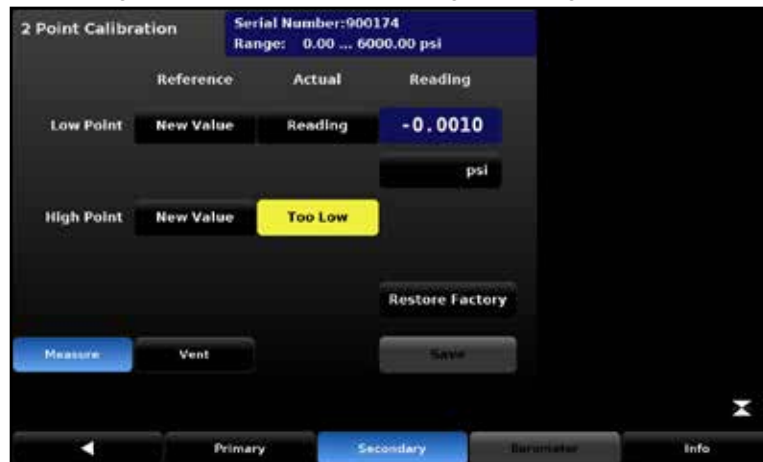 2 Point Calibration
Serial Number:900174
Range: 0.00 ... 6000.00 psi
Reference Actual Reading
Low Point New Value Reading -0.0010
psi
High Point New Value Too Low
Restore Factory
Measure Vent Save
Primary Secondary Barometer Info